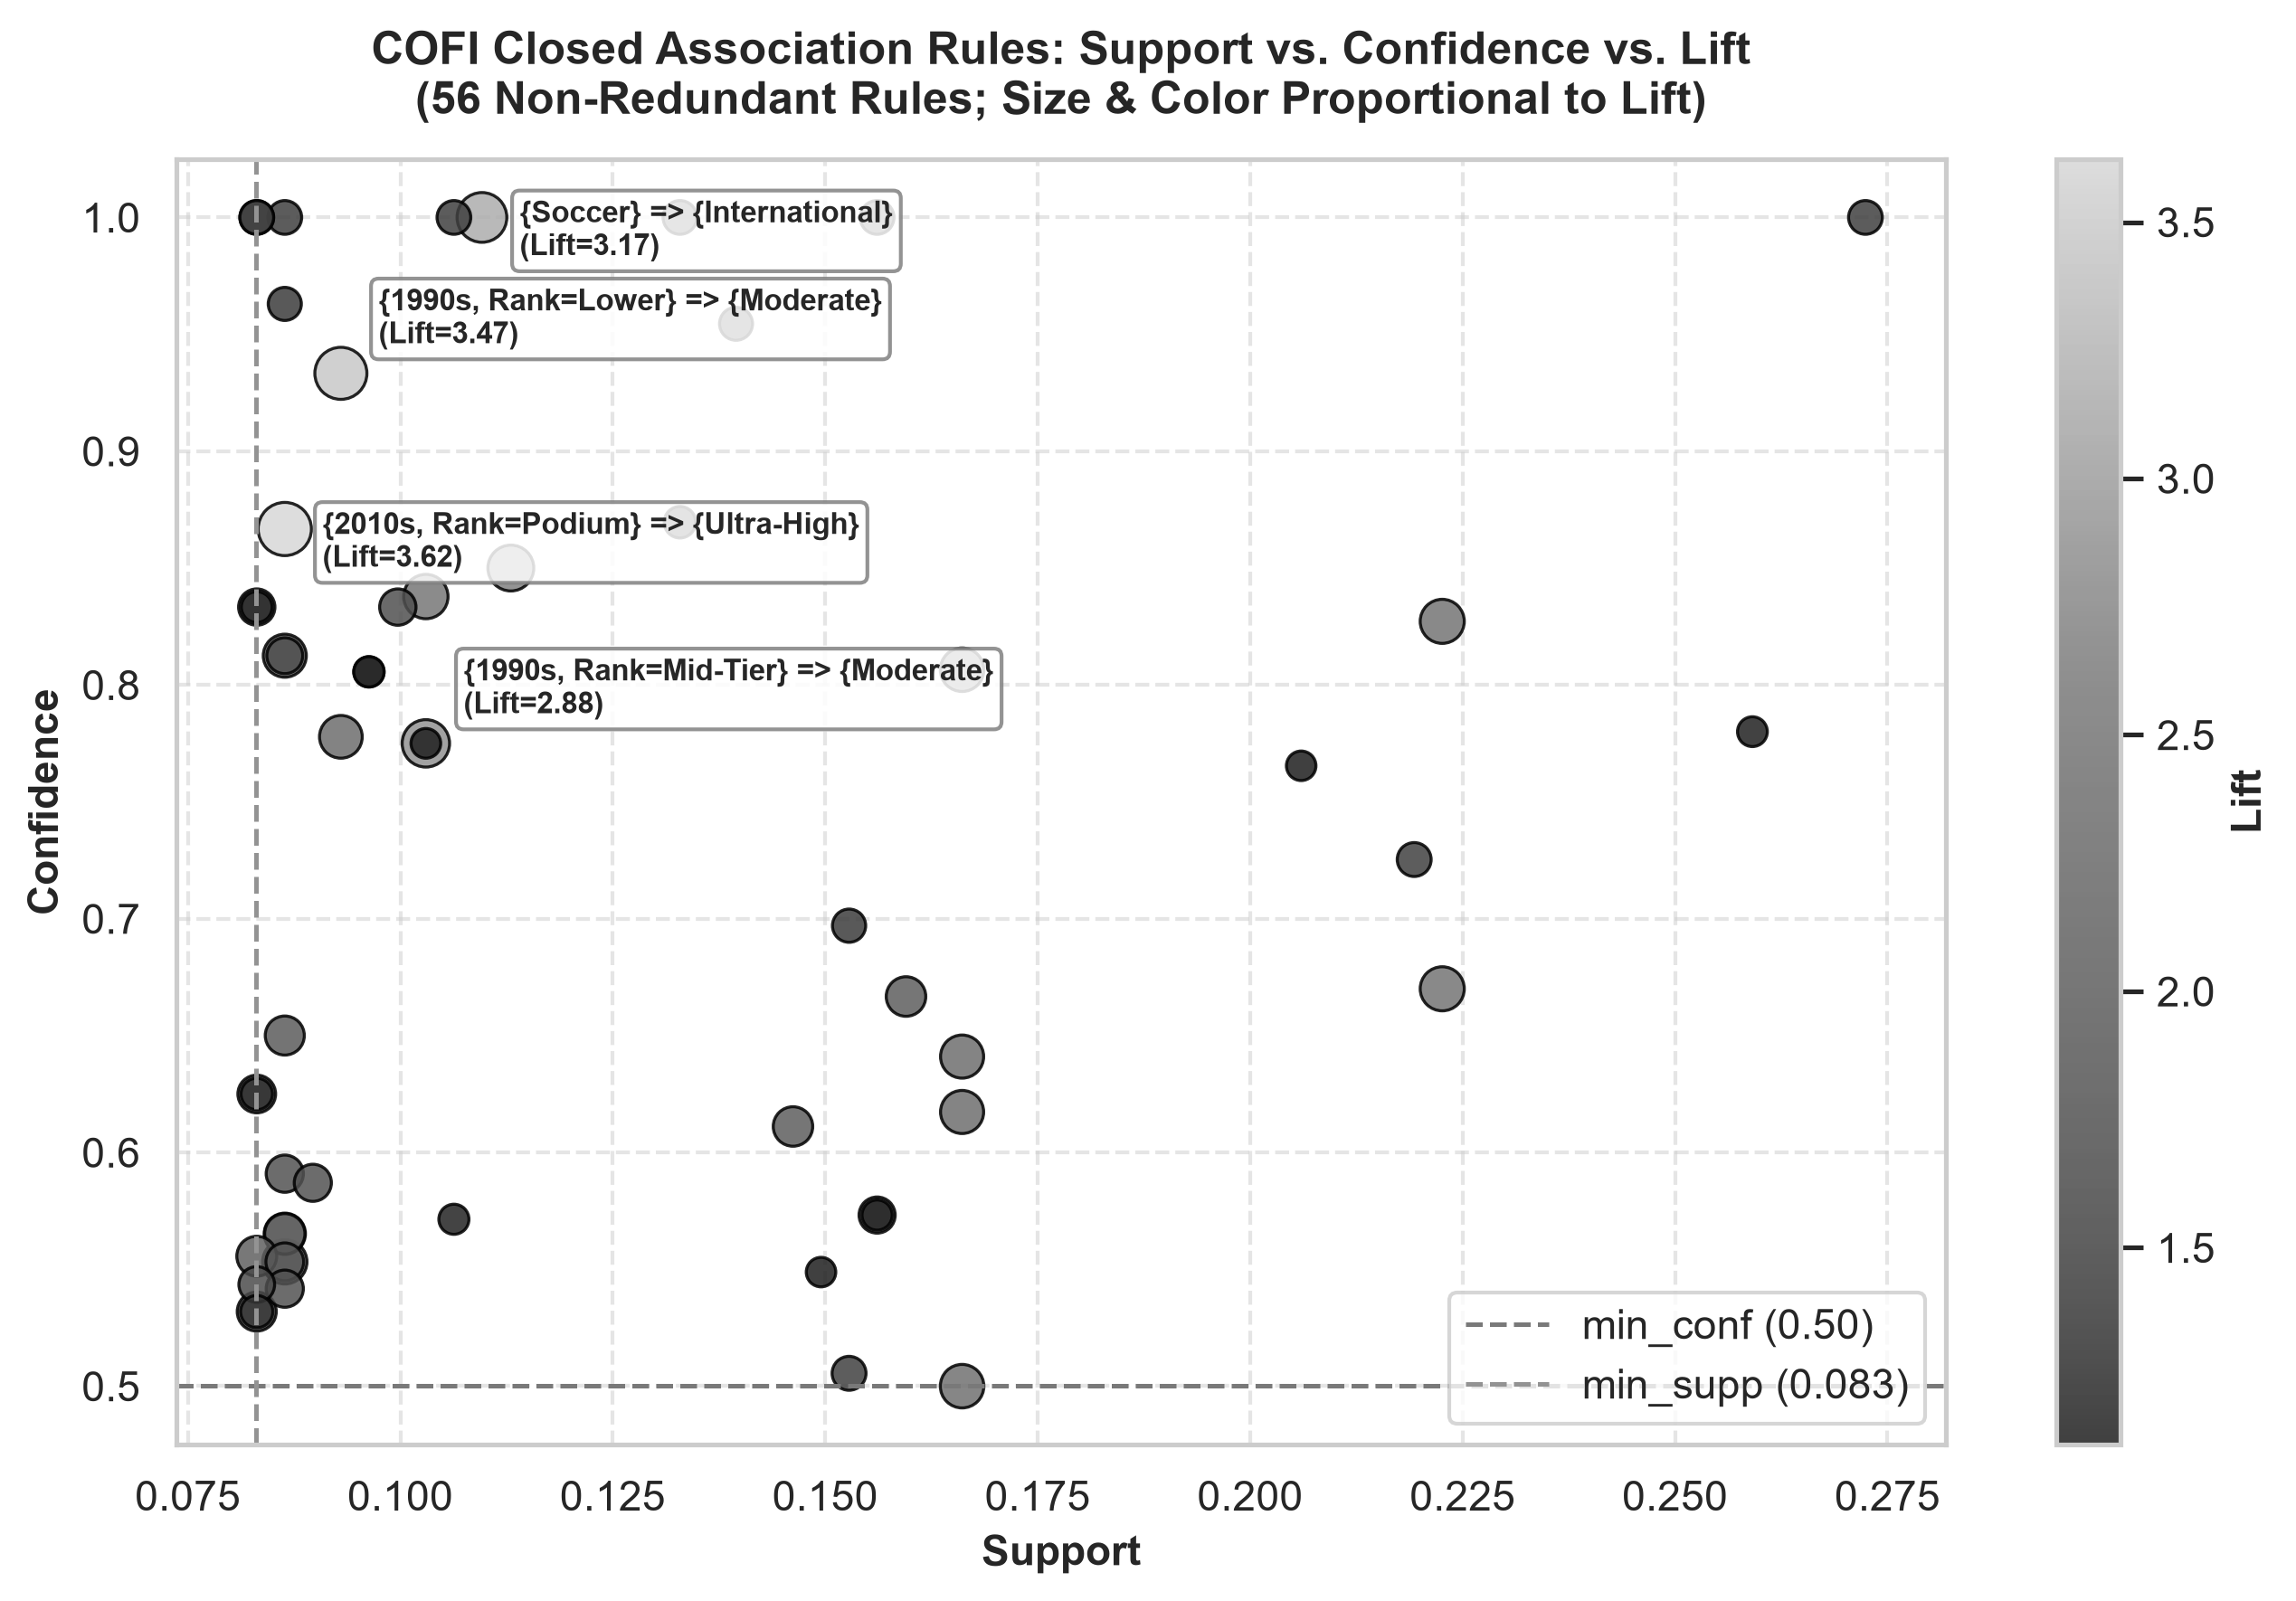 COFI Closed Association Rules: Support vs. Confidence vs. Lift
(56 Non-Redundant Rules; Size & Color Proportional to Lift)
Confidence
1.0
0.9
0.8
0.7
0.6
0.5
{Soccer} => {International}
(Lift=3.17)
{1990s, Rank=Lower} => {Moderate}
(Lift=3.47)
{2010s, Rank=Podium} => {Ultra-High}
(Lift=3.62)
{1990s, Rank=Mid-Tier} => {Moderate}
(Lift=2.88)
min_conf (0.50)
min_supp (0.083)
0.075 0.100 0.125 0.150 0.175 0.200 0.225 0.250 0.275
Support
3.5
3.0
2.5
2.0
1.5
Lift